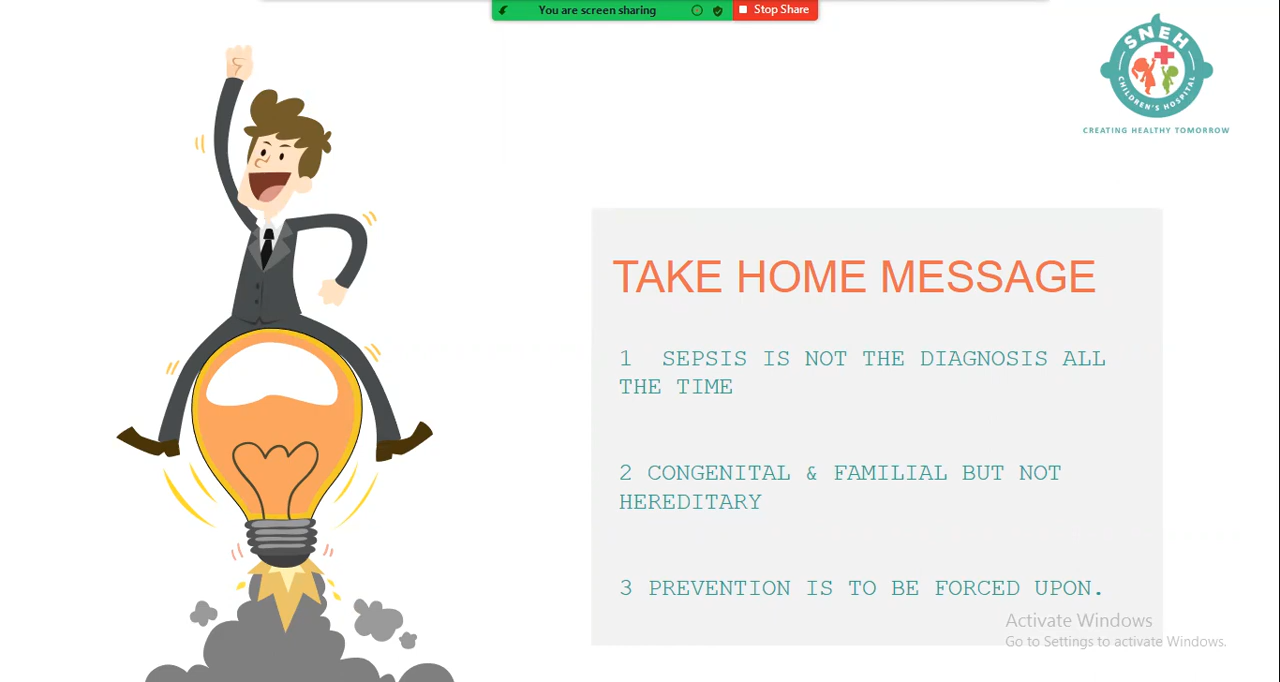 You are screen sharing
Stop Share
SNEH
CHILDREN'S HOSPITAL
CREATING HEALTHY TOMORROW
TAKE HOME MESSAGE
1 SEPSIS IS NOT THE DIAGNOSIS ALL
THE TIME
2 CONGENITAL & FAMILIAL BUT NOT
HEREDITARY
3 PREVENTION IS TO BE FORCED UPON.
Activate Windows
Go to Settings to activate Windows.